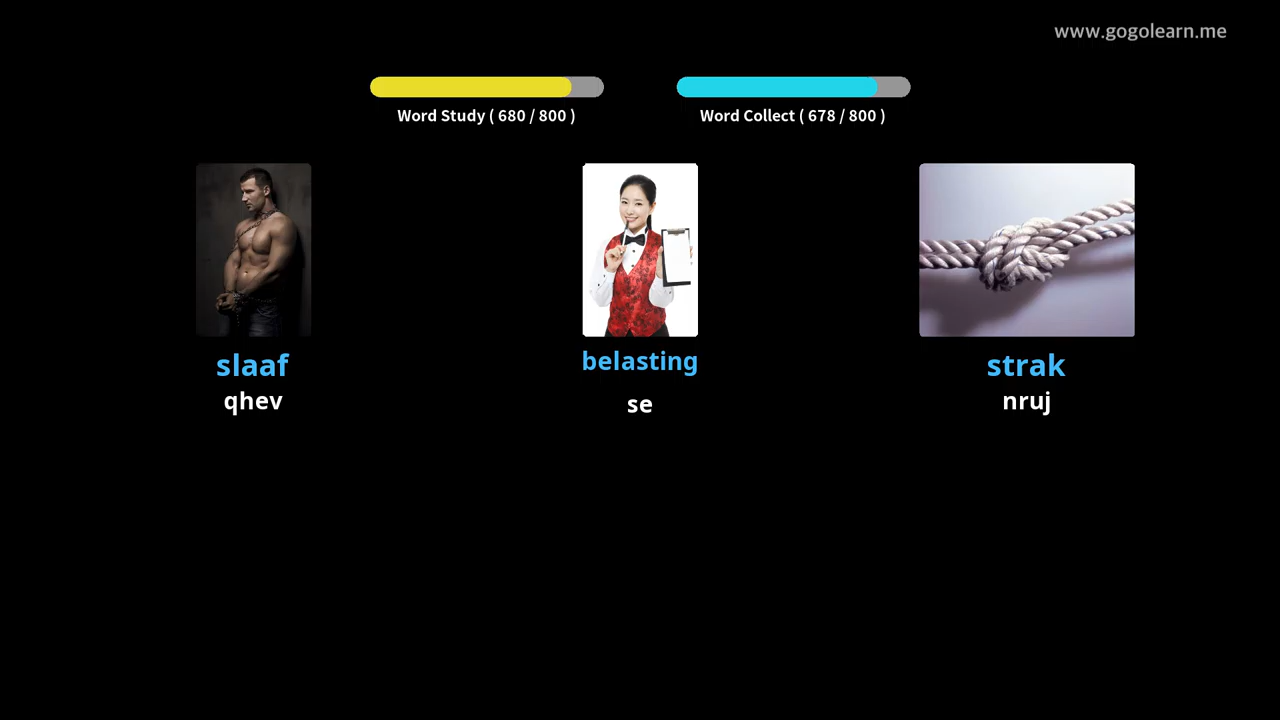 www.gogolearn.me
Word Study ( 680 / 800 )
Word Collect ( 678 / 800 )
slaaf
qhev
belasting
se
strak
nruj